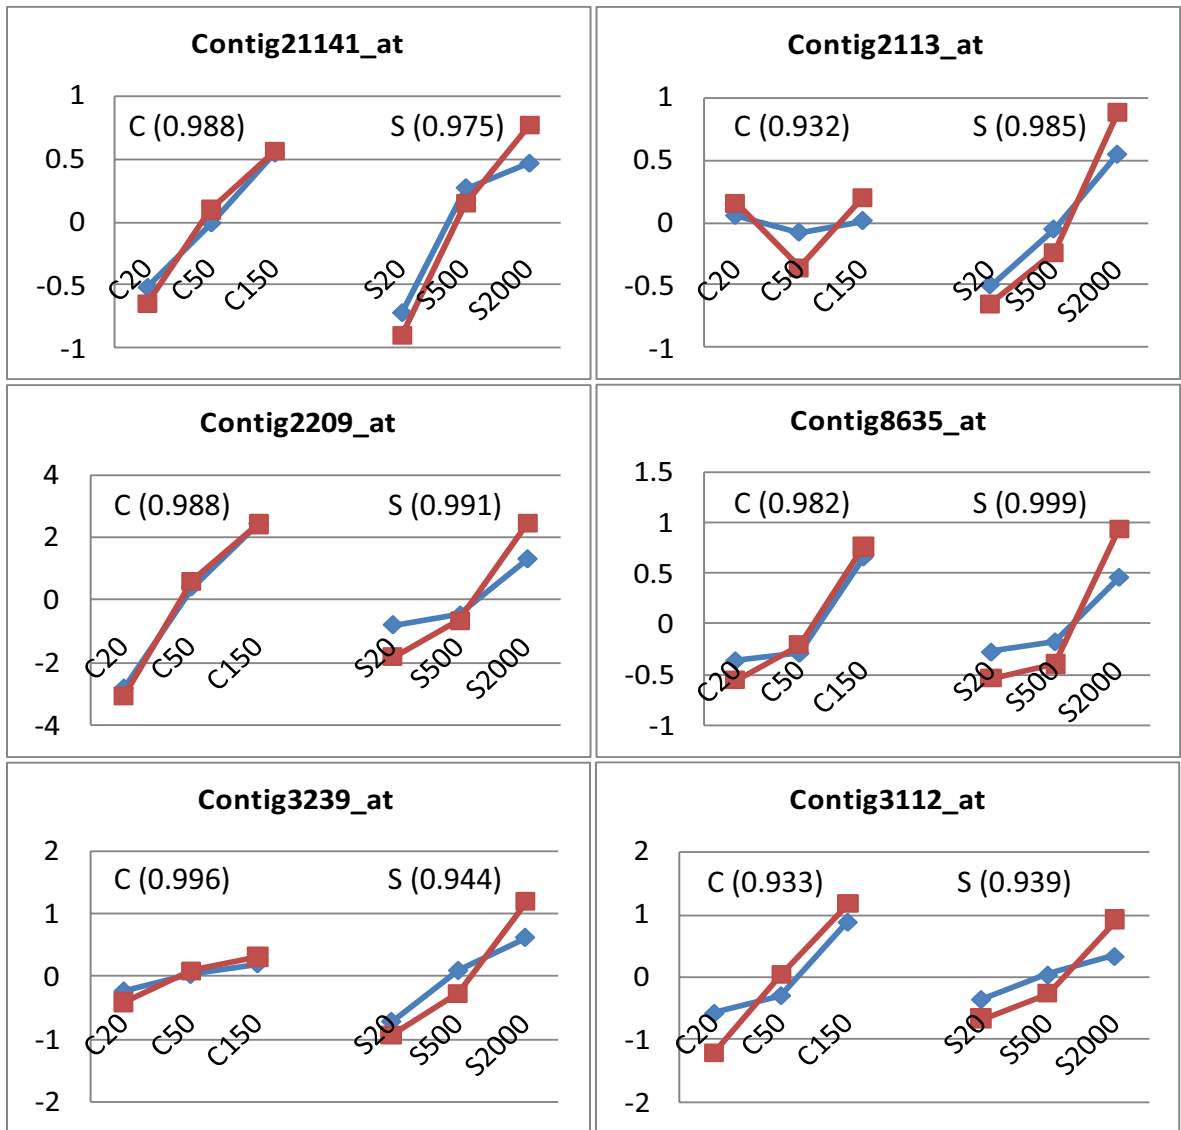 Contig21141_at
1
0.5
0
-0.5
-1
C (0.988)
S (0.975)
C20
C50
C150
S20
S500
S2000
Contig2113_at
1
0.5
0
-0.5
-1
C (0.932)
S (0.985)
C20
C50
C150
S20
S500
S2000
Contig2209_at
4
2
0
-2
-4
C (0.988)
S (0.991)
C20
C50
C150
S20
S500
S2000
Contig8635_at
1.5
1
0.5
0
-0.5
-1
C (0.982)
S (0.999)
C20
C50
C150
S20
S500
S2000
Contig3239_at
2
1
0
-1
-2
C (0.996)
S (0.944)
C20
C50
C150
S20
S500
S2000
Contig3112_at
2
1
0
-1
-2
C (0.933)
S (0.939)
C20
C50
C150
S20
S500
S2000